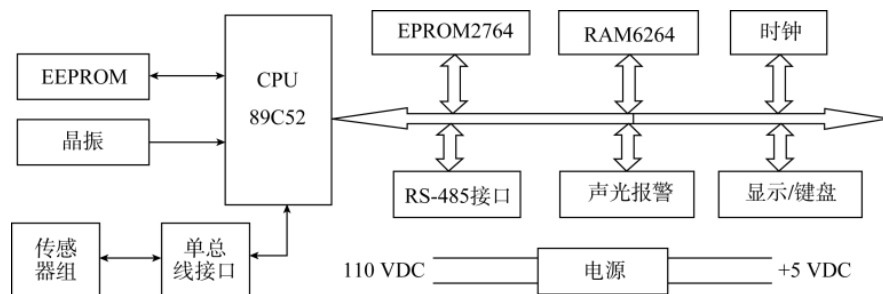 EPROM2764
RAM6264
时钟
EEPROM
CPU
89C52
晶振
RS-485接口
声光报警
显示/键盘
传感
器组
单总
线接口
110 VDC
电源
+5 VDC